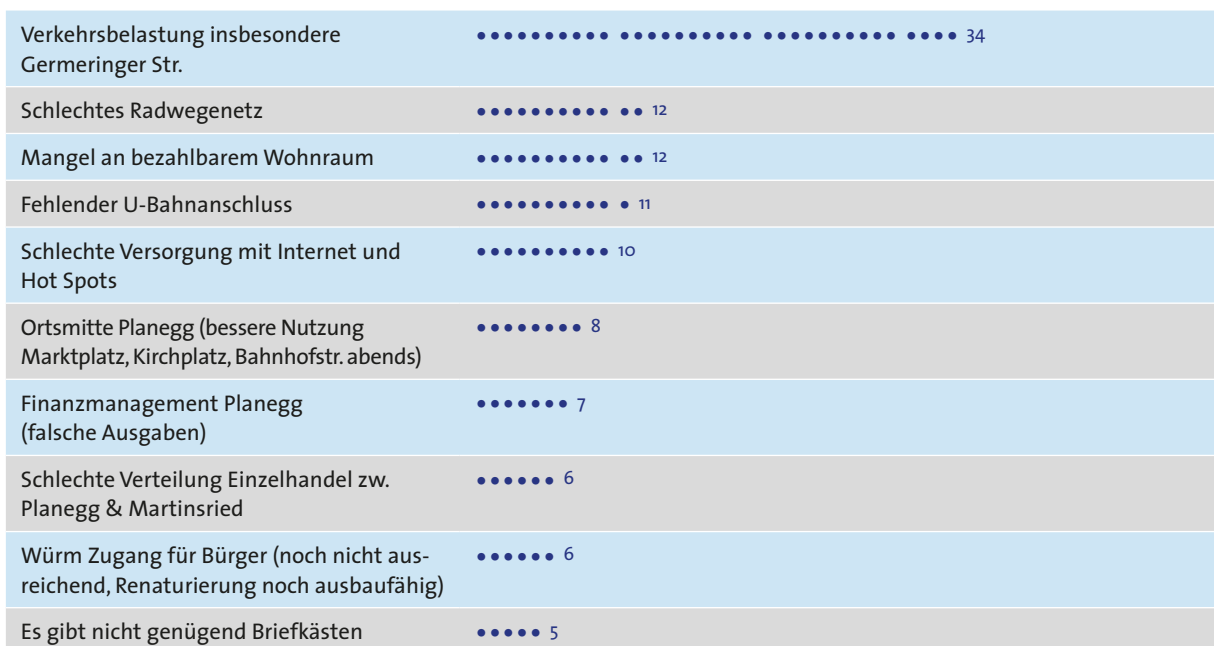 Verkehrsbelastung insbesondere
Germeringer Str.
34
Schlechtes Radwegenetz
12
Mangel an bezahlbarem Wohnraum
12
Fehlender U-Bahnanschluss
11
Schlechte Versorgung mit Internet und
Hot Spots
10
Ortsmitte Planegg (bessere Nutzung
Marktplatz, Kirchplatz, Bahnhofstr. abends)
8
Finanzmanagement Planegg
(falsche Ausgaben)
7
Schlechte Verteilung Einzelhandel zw.
Planegg & Martinsried
6
Würm Zugang für Bürger (noch nicht aus-
reichend, Renaturierung noch ausbaufähig)
6
Es gibt nicht genügend Briefkästen
5